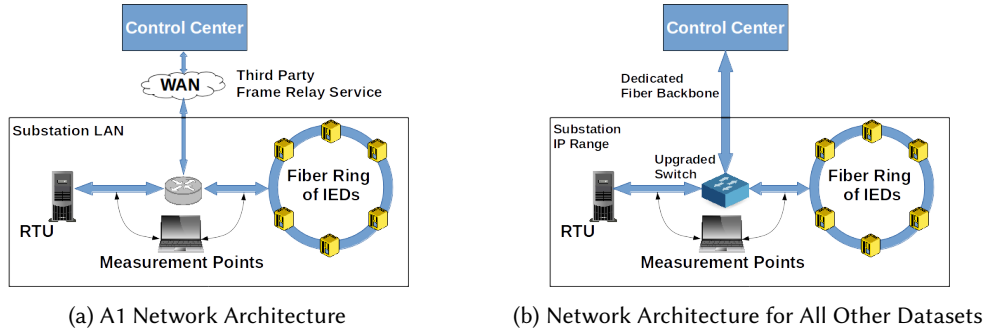 Control Center
WAN
Third Party
Frame Relay Service
Substation LAN
RTU
Fiber Ring
of IEDs
Measurement Points
(a) A1 Network Architecture
Control Center
Dedicated
Fiber Backbone
Substation
IP Range
Upgraded
Switch
RTU
Fiber Ring
of IEDs
Measurement Points
(b) Network Architecture for All Other Datasets